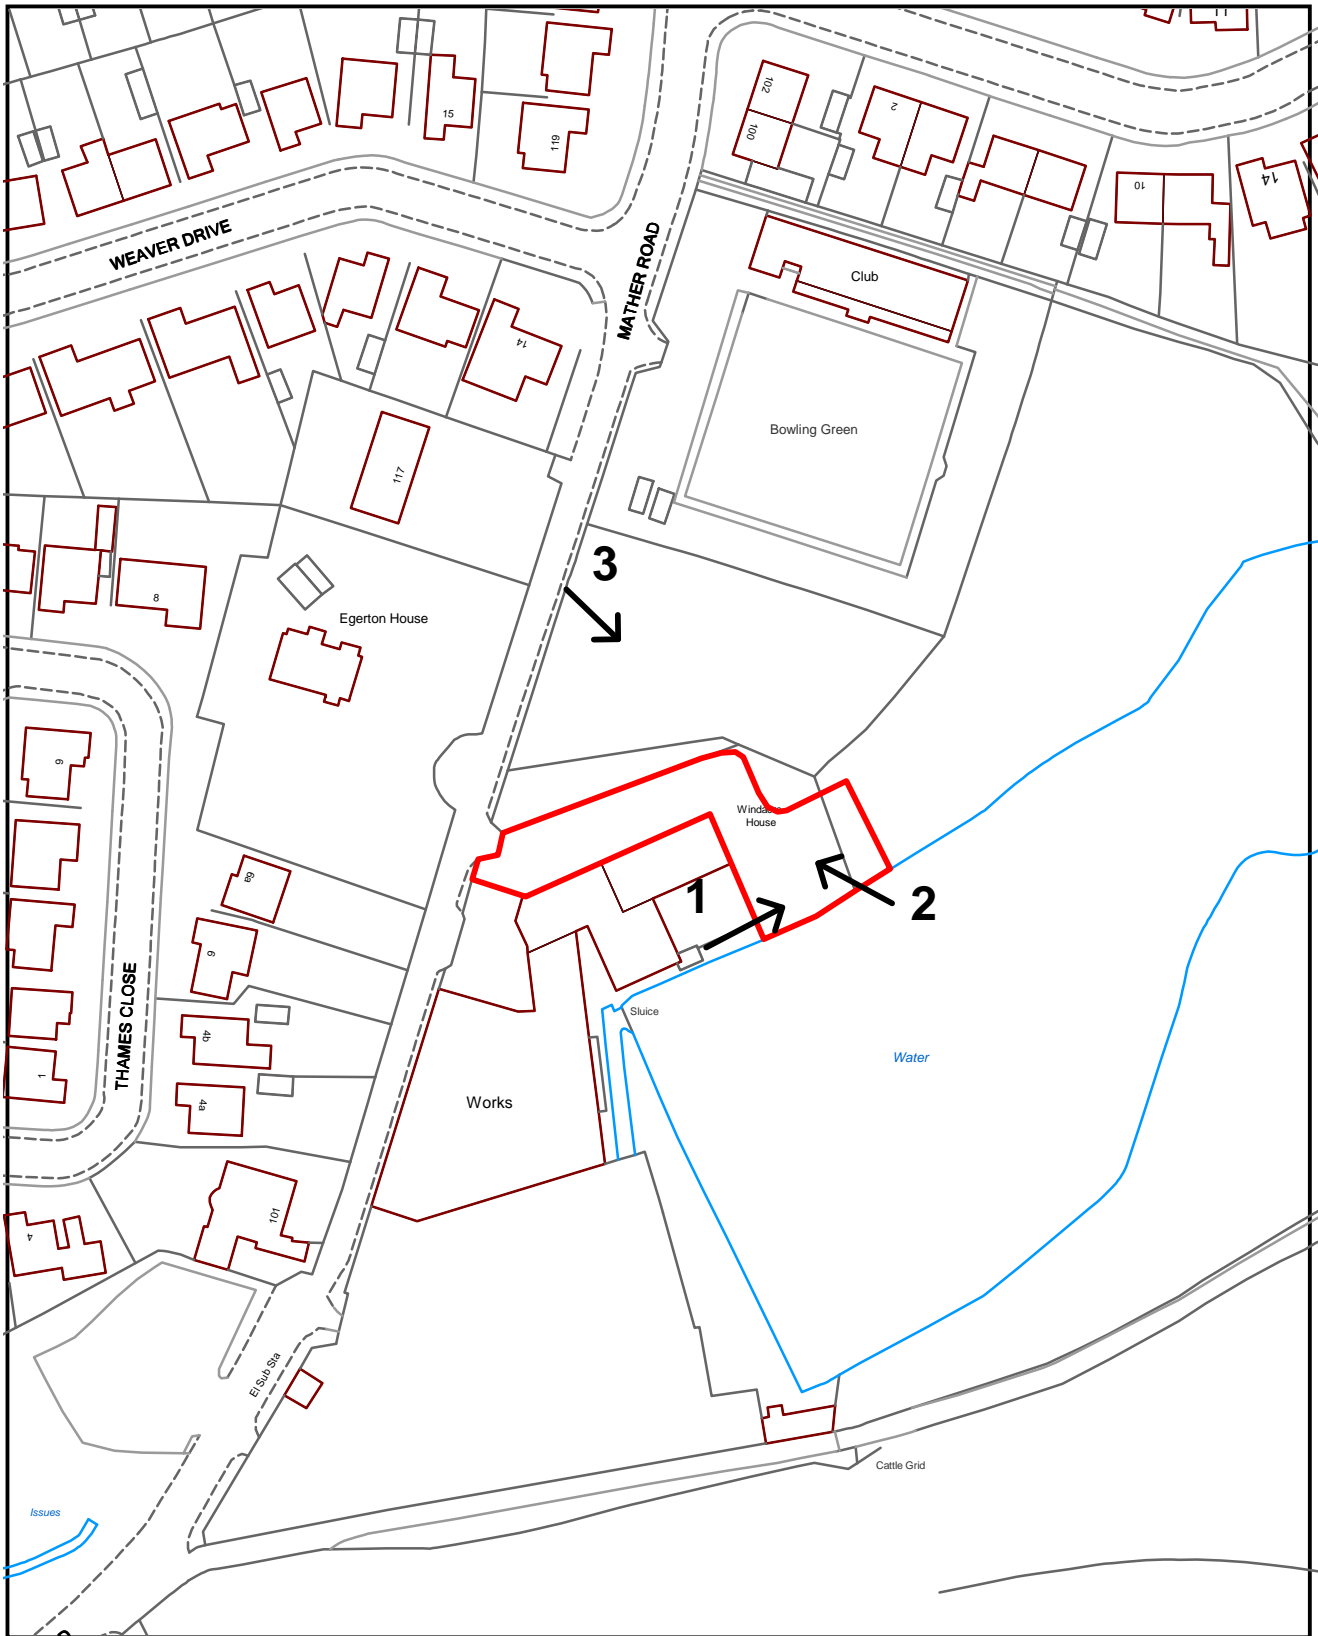 15
119
102
100
2
10
14
WEAVER DRIVE
MATHER ROAD
Club
14
Bowling Green
117
3
8
Egerton House
9
House
6a
1
2
6
THAMES CLOSE
Sluice
4b
Water
1
4a
Works
101
4
El Sub Sta
Cattle Grid
Issues